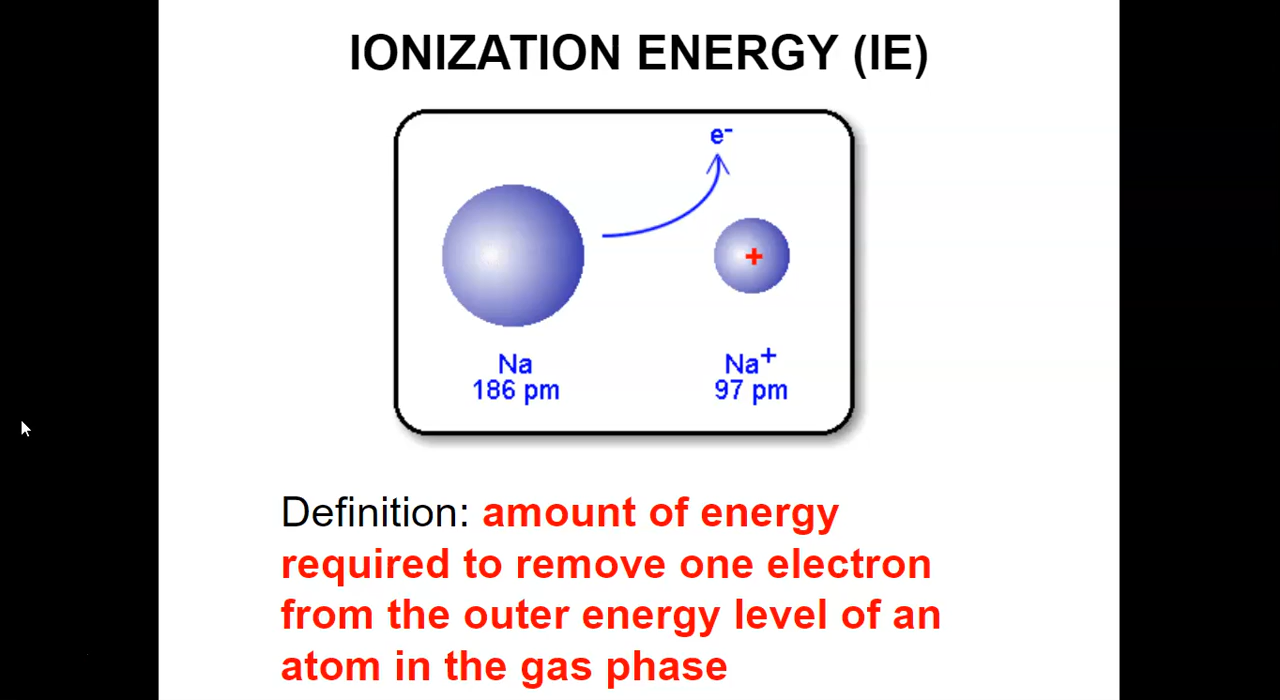 IONIZATION ENERGY (IE)
e⁻
+
Na
186 pm
Na⁺
97 pm
Definition: amount of energy
required to remove one electron
from the outer energy level of an
atom in the gas phase